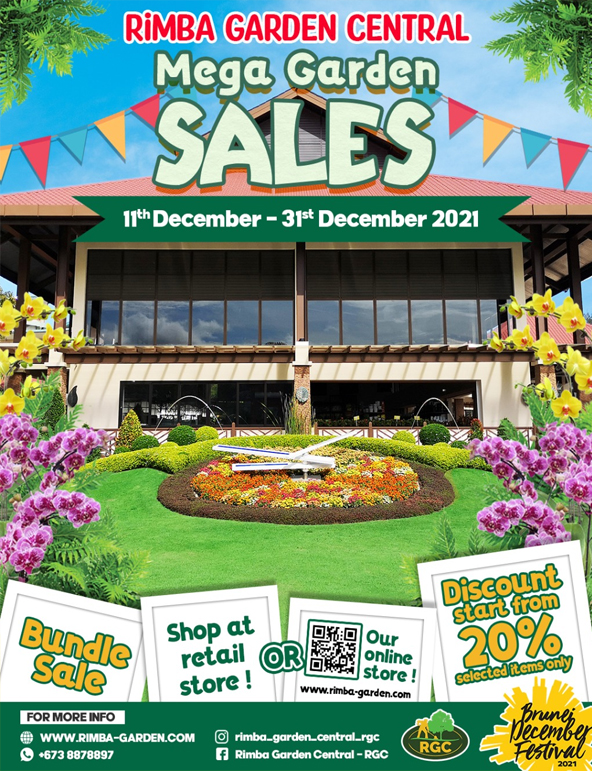 RiMBA GARDEN CENTRAL
Mega Garden
SALES
11th December - 31st December 2021
Bundle
Sale
Shop at
retail
store !
OR
Our
online
store !
www.rimba-garden.com
Discount
start from
20%
selected items only
FOR MORE INFO
WWW.RIMBA-GARDEN.COM
+673 8878897
rimba_garden_central_rgc
Rimba Garden Central - RGC
RGC
Brunei
December
Festival
2021